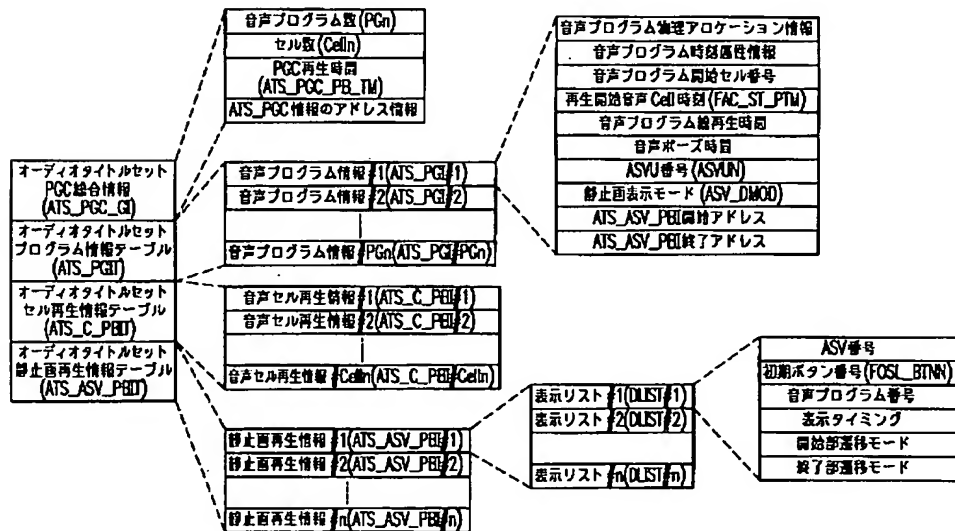 音声プログラム数(PGn)
セル数(Celln)
PGC再生時間
(ATS_PGC_PB_TM)
ATS_PGC情報のアドレス情報
オーディオタイトルセット
PGC総合情報
(ATS_PGC_GI)
オーディオタイトルセット
プログラム情報テーブル
(ATS_PGIT)
オーディオタイトルセット
セル再生情報テーブル
(ATS_C_PBIT)
オーディオタイトルセット
静止画再生情報テーブル
(ATS_ASV_PBIT)
音声プログラム情報 #1(ATS_PGI#1)
音声プログラム情報 #2(ATS_PGI#2)
音声プログラム情報 #PGn(ATS_PGI#PGn)
音声プログラム物理アロケーション情報
音声プログラム時刻属性情報
音声プログラム開始セル番号
再生開始音声Cell時刻(FAC_ST_PTM)
音声プログラム総再生時間
音声ポーズ時間
ASVU番号(ASVUN)
静止画表示モード(ASV_DMOD)
ATS_ASV_PBI開始アドレス
ATS_ASV_PBI終了アドレス
音声セル再生情報 #1(ATS_C_PBI#1)
音声セル再生情報 #2(ATS_C_PBI#2)
音声セル再生情報 #Celln(ATS_C_PBI#Celln)
静止画再生情報 #1(ATS_ASV_PBI#1)
静止画再生情報 #2(ATS_ASV_PBI#2)
静止画再生情報 #n(ATS_ASV_PBI#n)
表示リスト #1(DLIST#1)
表示リスト #2(DLIST#2)
表示リスト #n(DLIST#n)
ASV番号
初期ボタン番号(FOSL_BTNN)
音声プログラム番号
表示タイミング
開始部遷移モード
終了部遷移モード